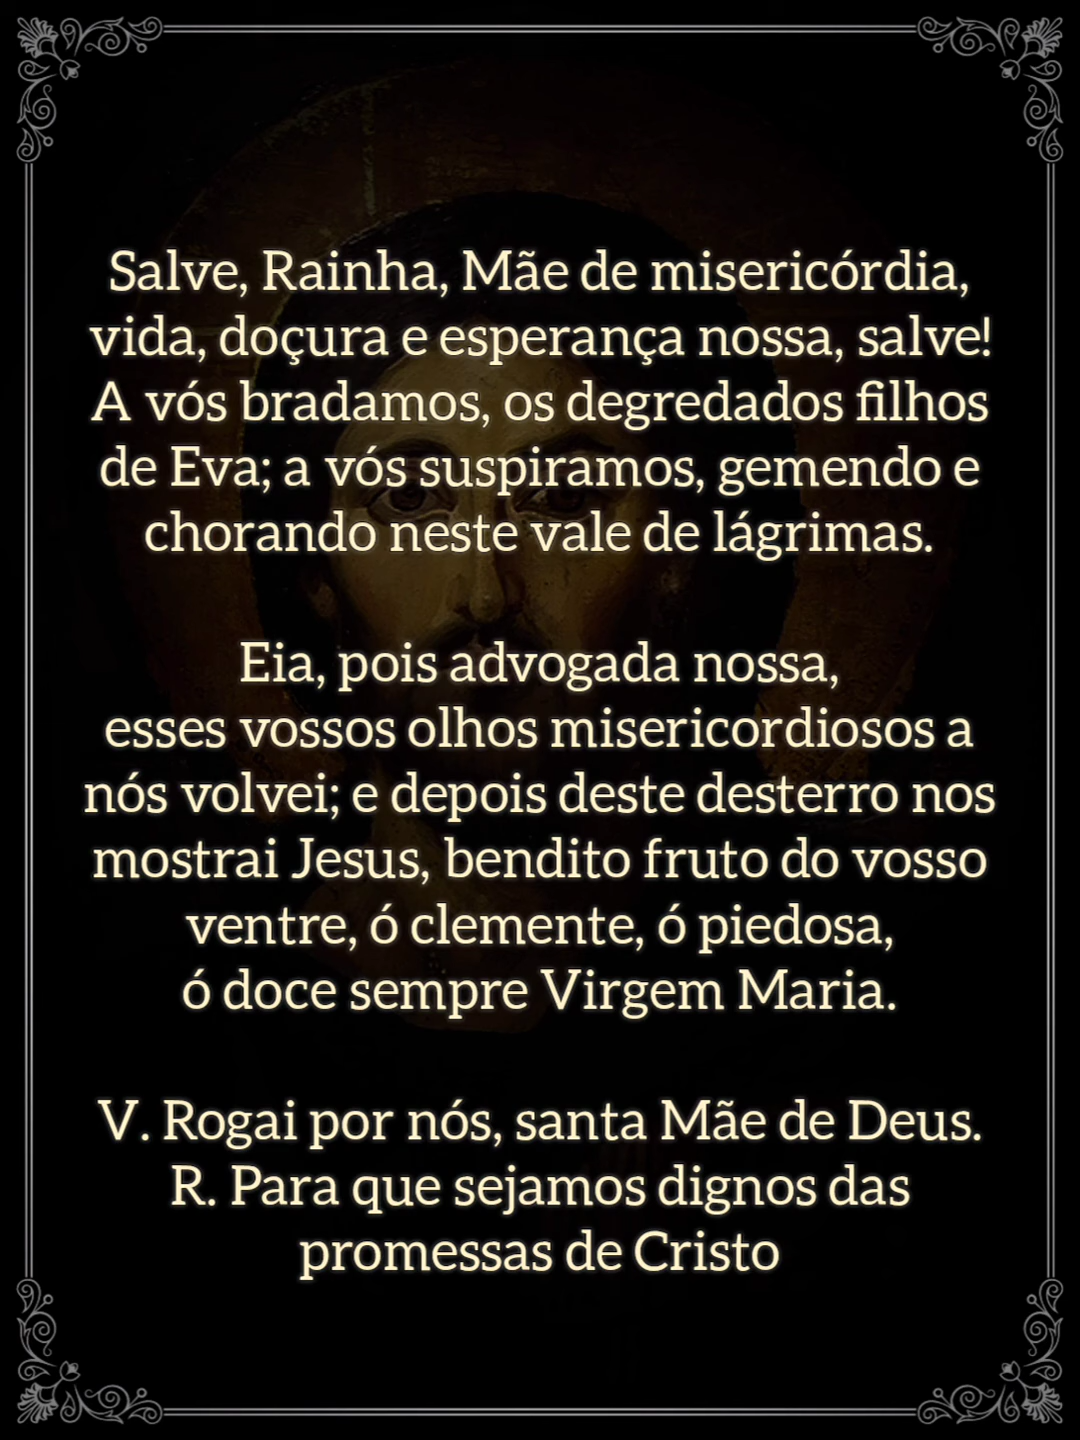 Salve, Rainha, Mãe de misericórdia,
vida, doçura e esperança nossa, salve!
A vós bradamos, os degredados filhos
de Eva; a vós suspiramos, gemendo e
chorando neste vale de lágrimas.
Eia, pois advogada nossa,
esses vossos olhos misericordiosos a
nós volvei; e depois deste desterro nos
mostrai Jesus, bendito fruto do vosso
ventre, ó clemente, ó piedosa,
ó doce sempre Virgem Maria.
V. Rogai por nós, santa Mãe de Deus.
R. Para que sejamos dignos das
promessas de Cristo